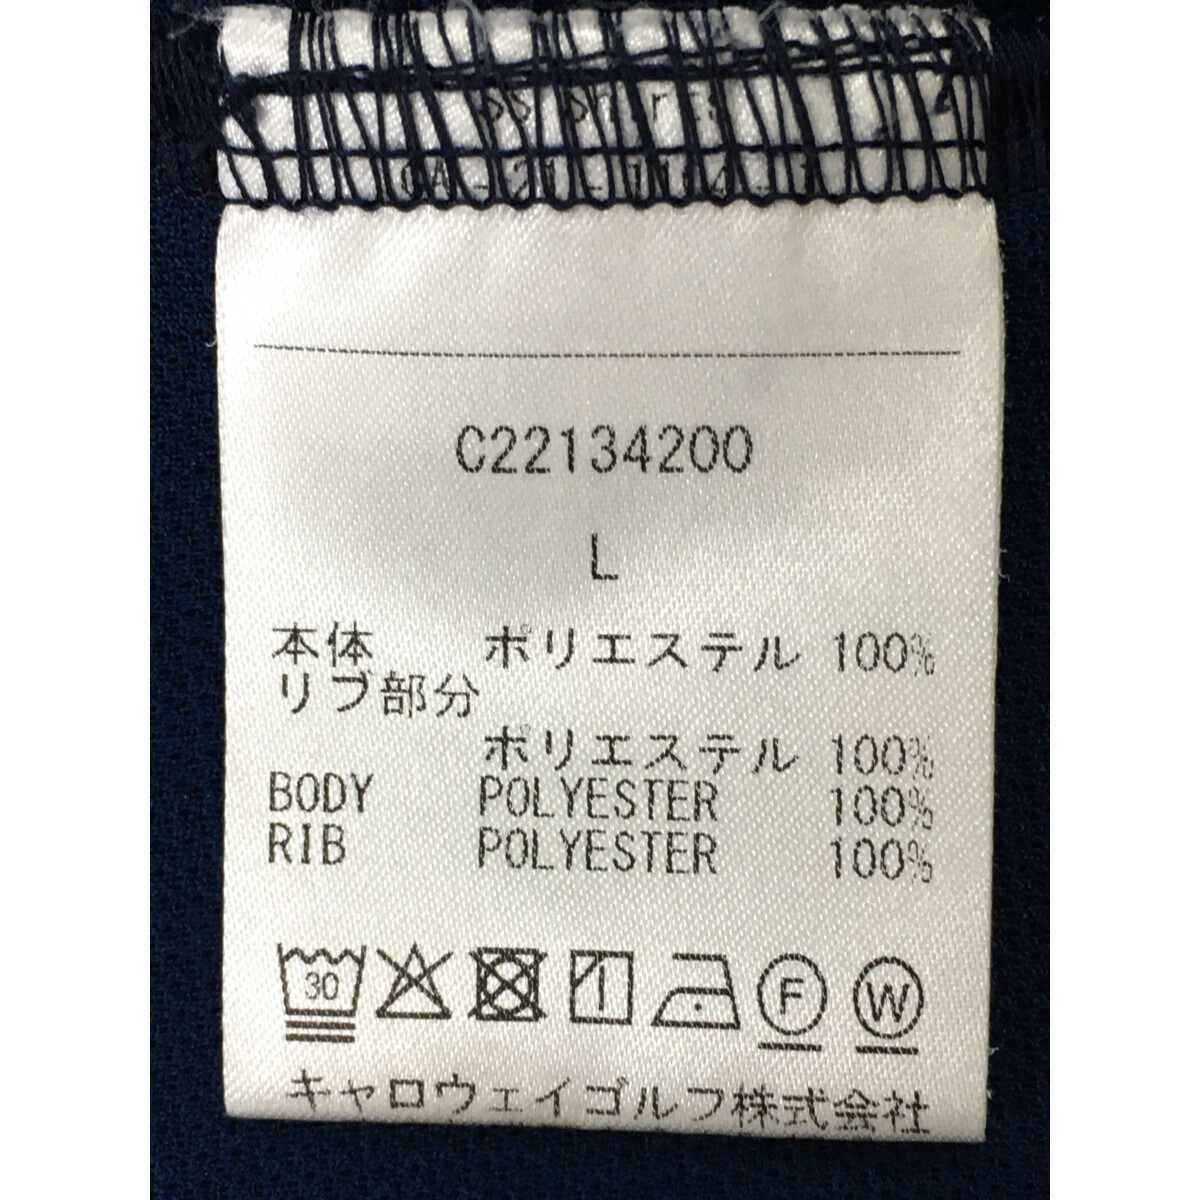 C22134200
L
本体 ポリエステル 100%
リブ部分
ポリエステル 100%
BODY POLYESTER 100%
RIB POLYESTER 100%
30 F W
キャロウェイゴルフ株式会社